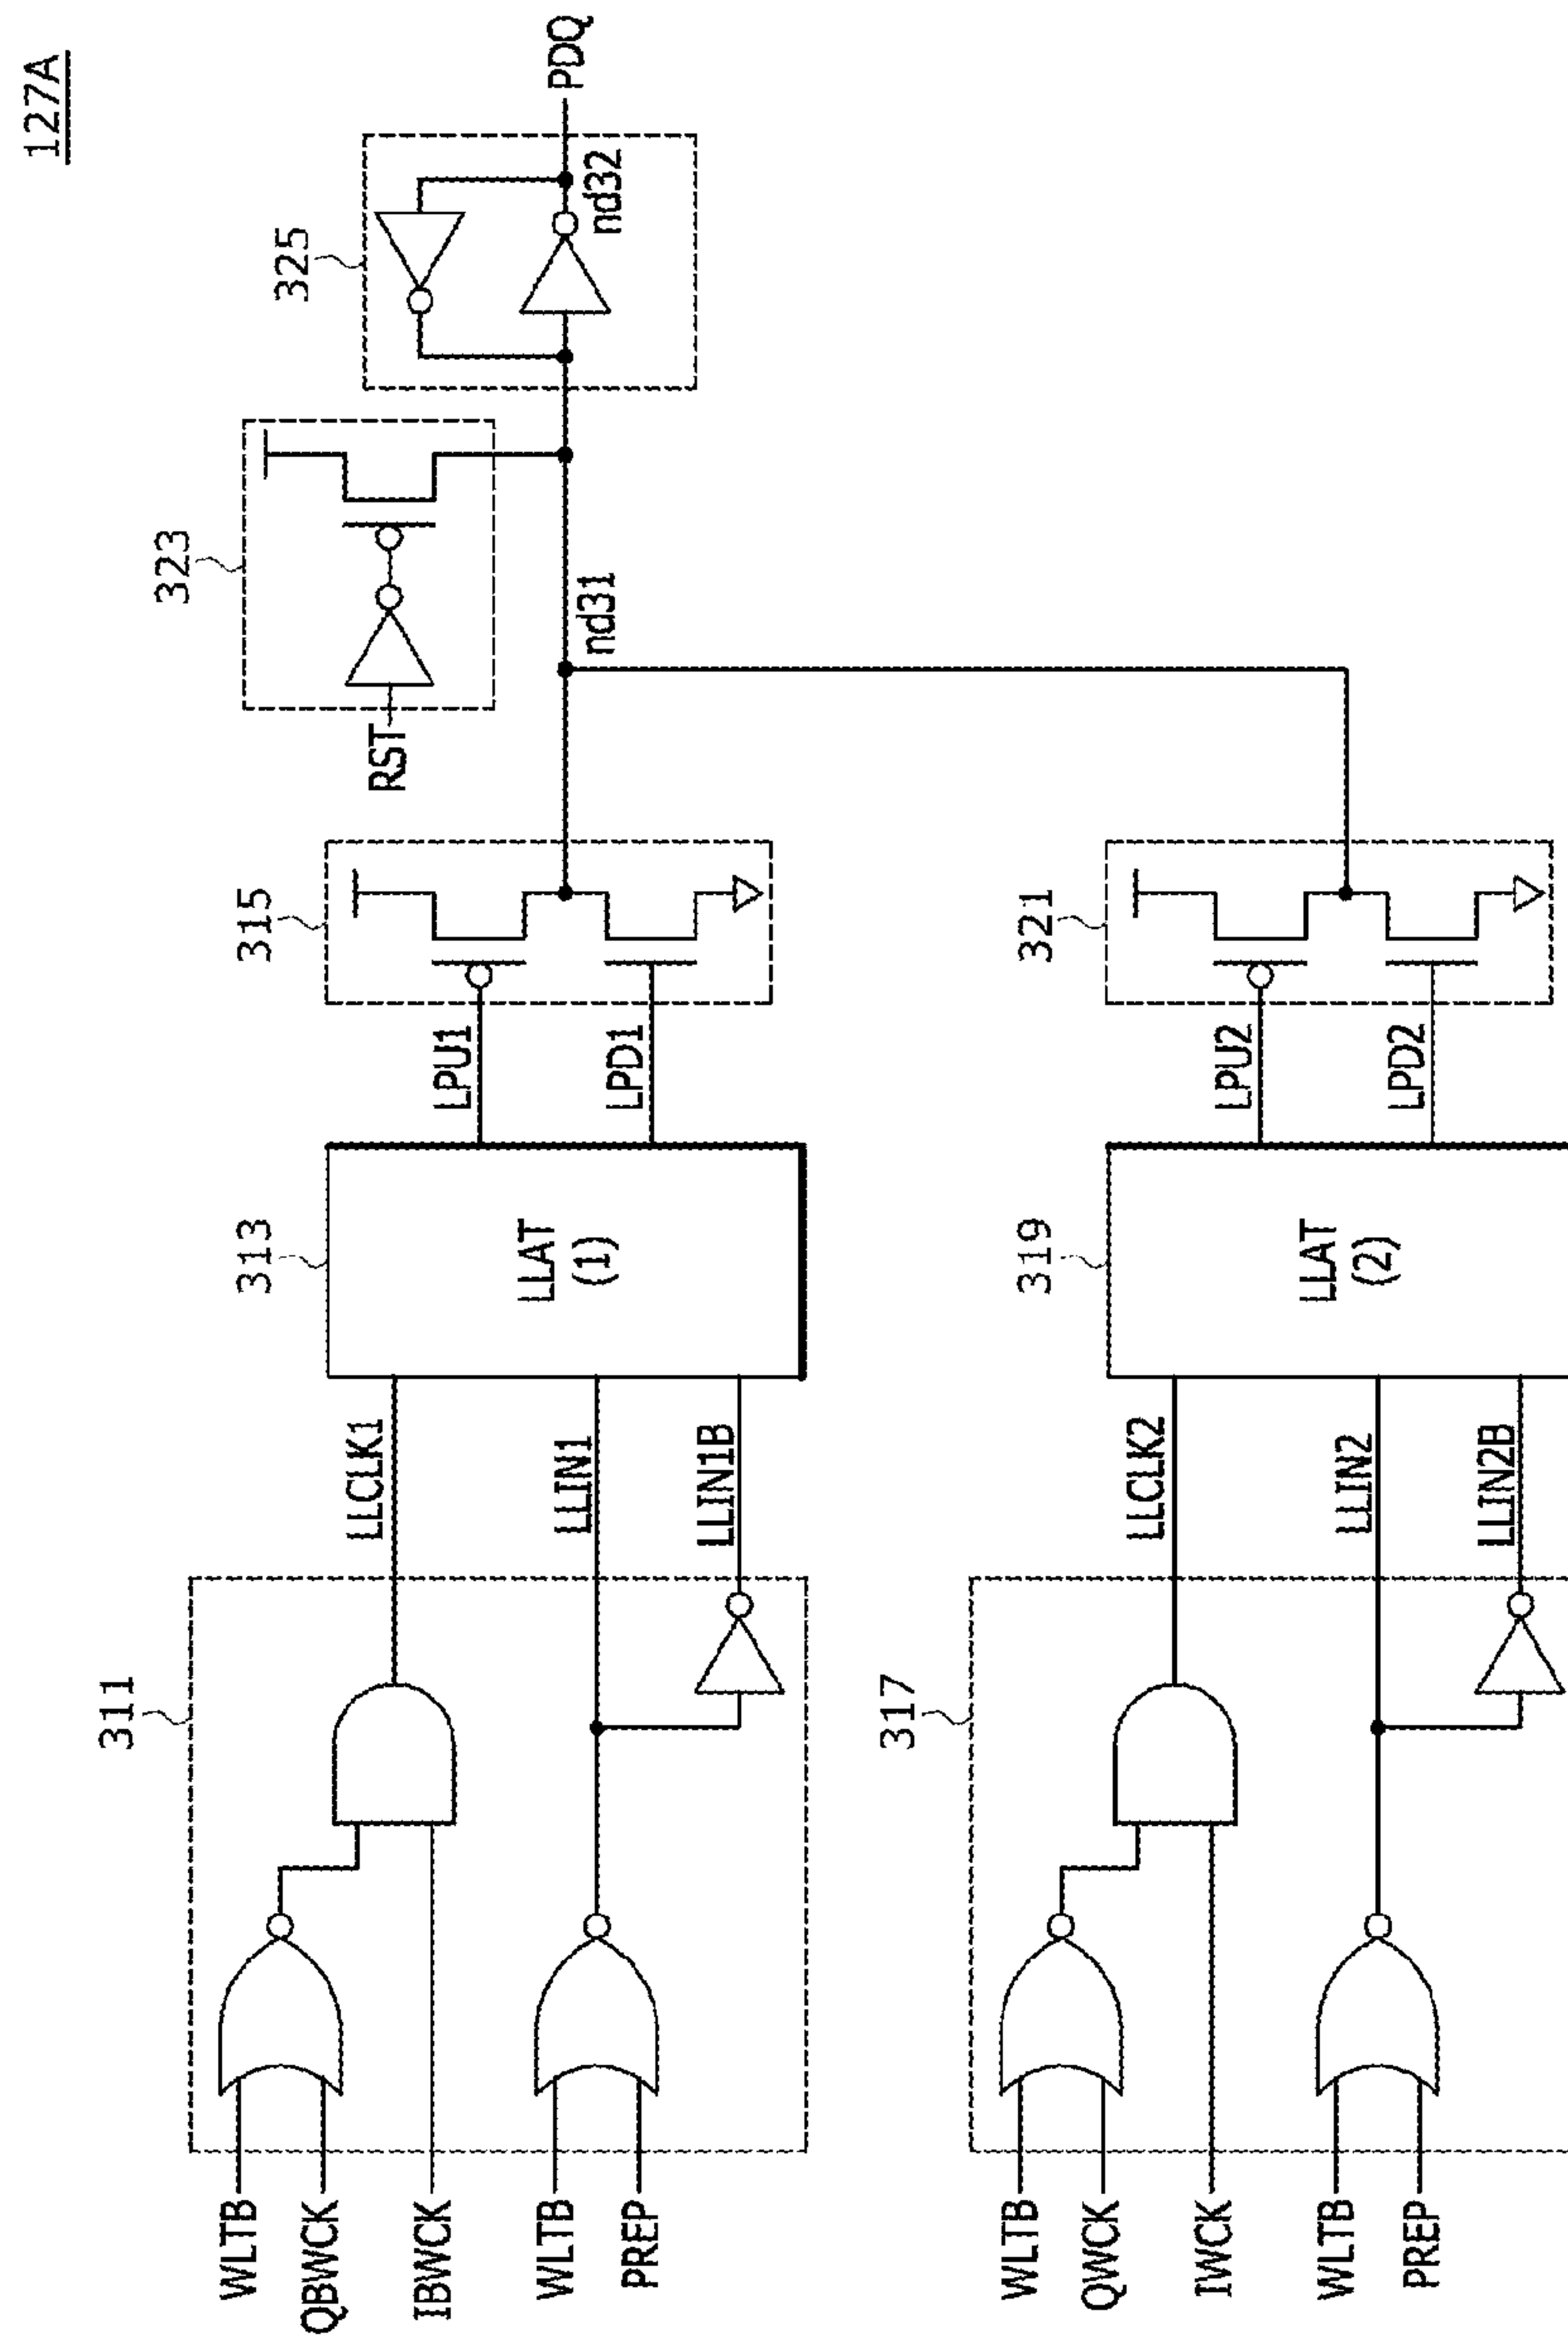 127A
311
WLTB
QBWCK
IBWCK
WLTB
PREP
LLCLK1
LLIN1
LLIN1B
313
LLAT
(1)
LPU1
LPD1
315
323
RST
nd31
325
nd32
PDQ
317
WLTB
QWCK
IWCK
WLTB
PREP
LLCLK2
LLIN2
LLIN2B
319
LLAT
(2)
LPU2
LPD2
321